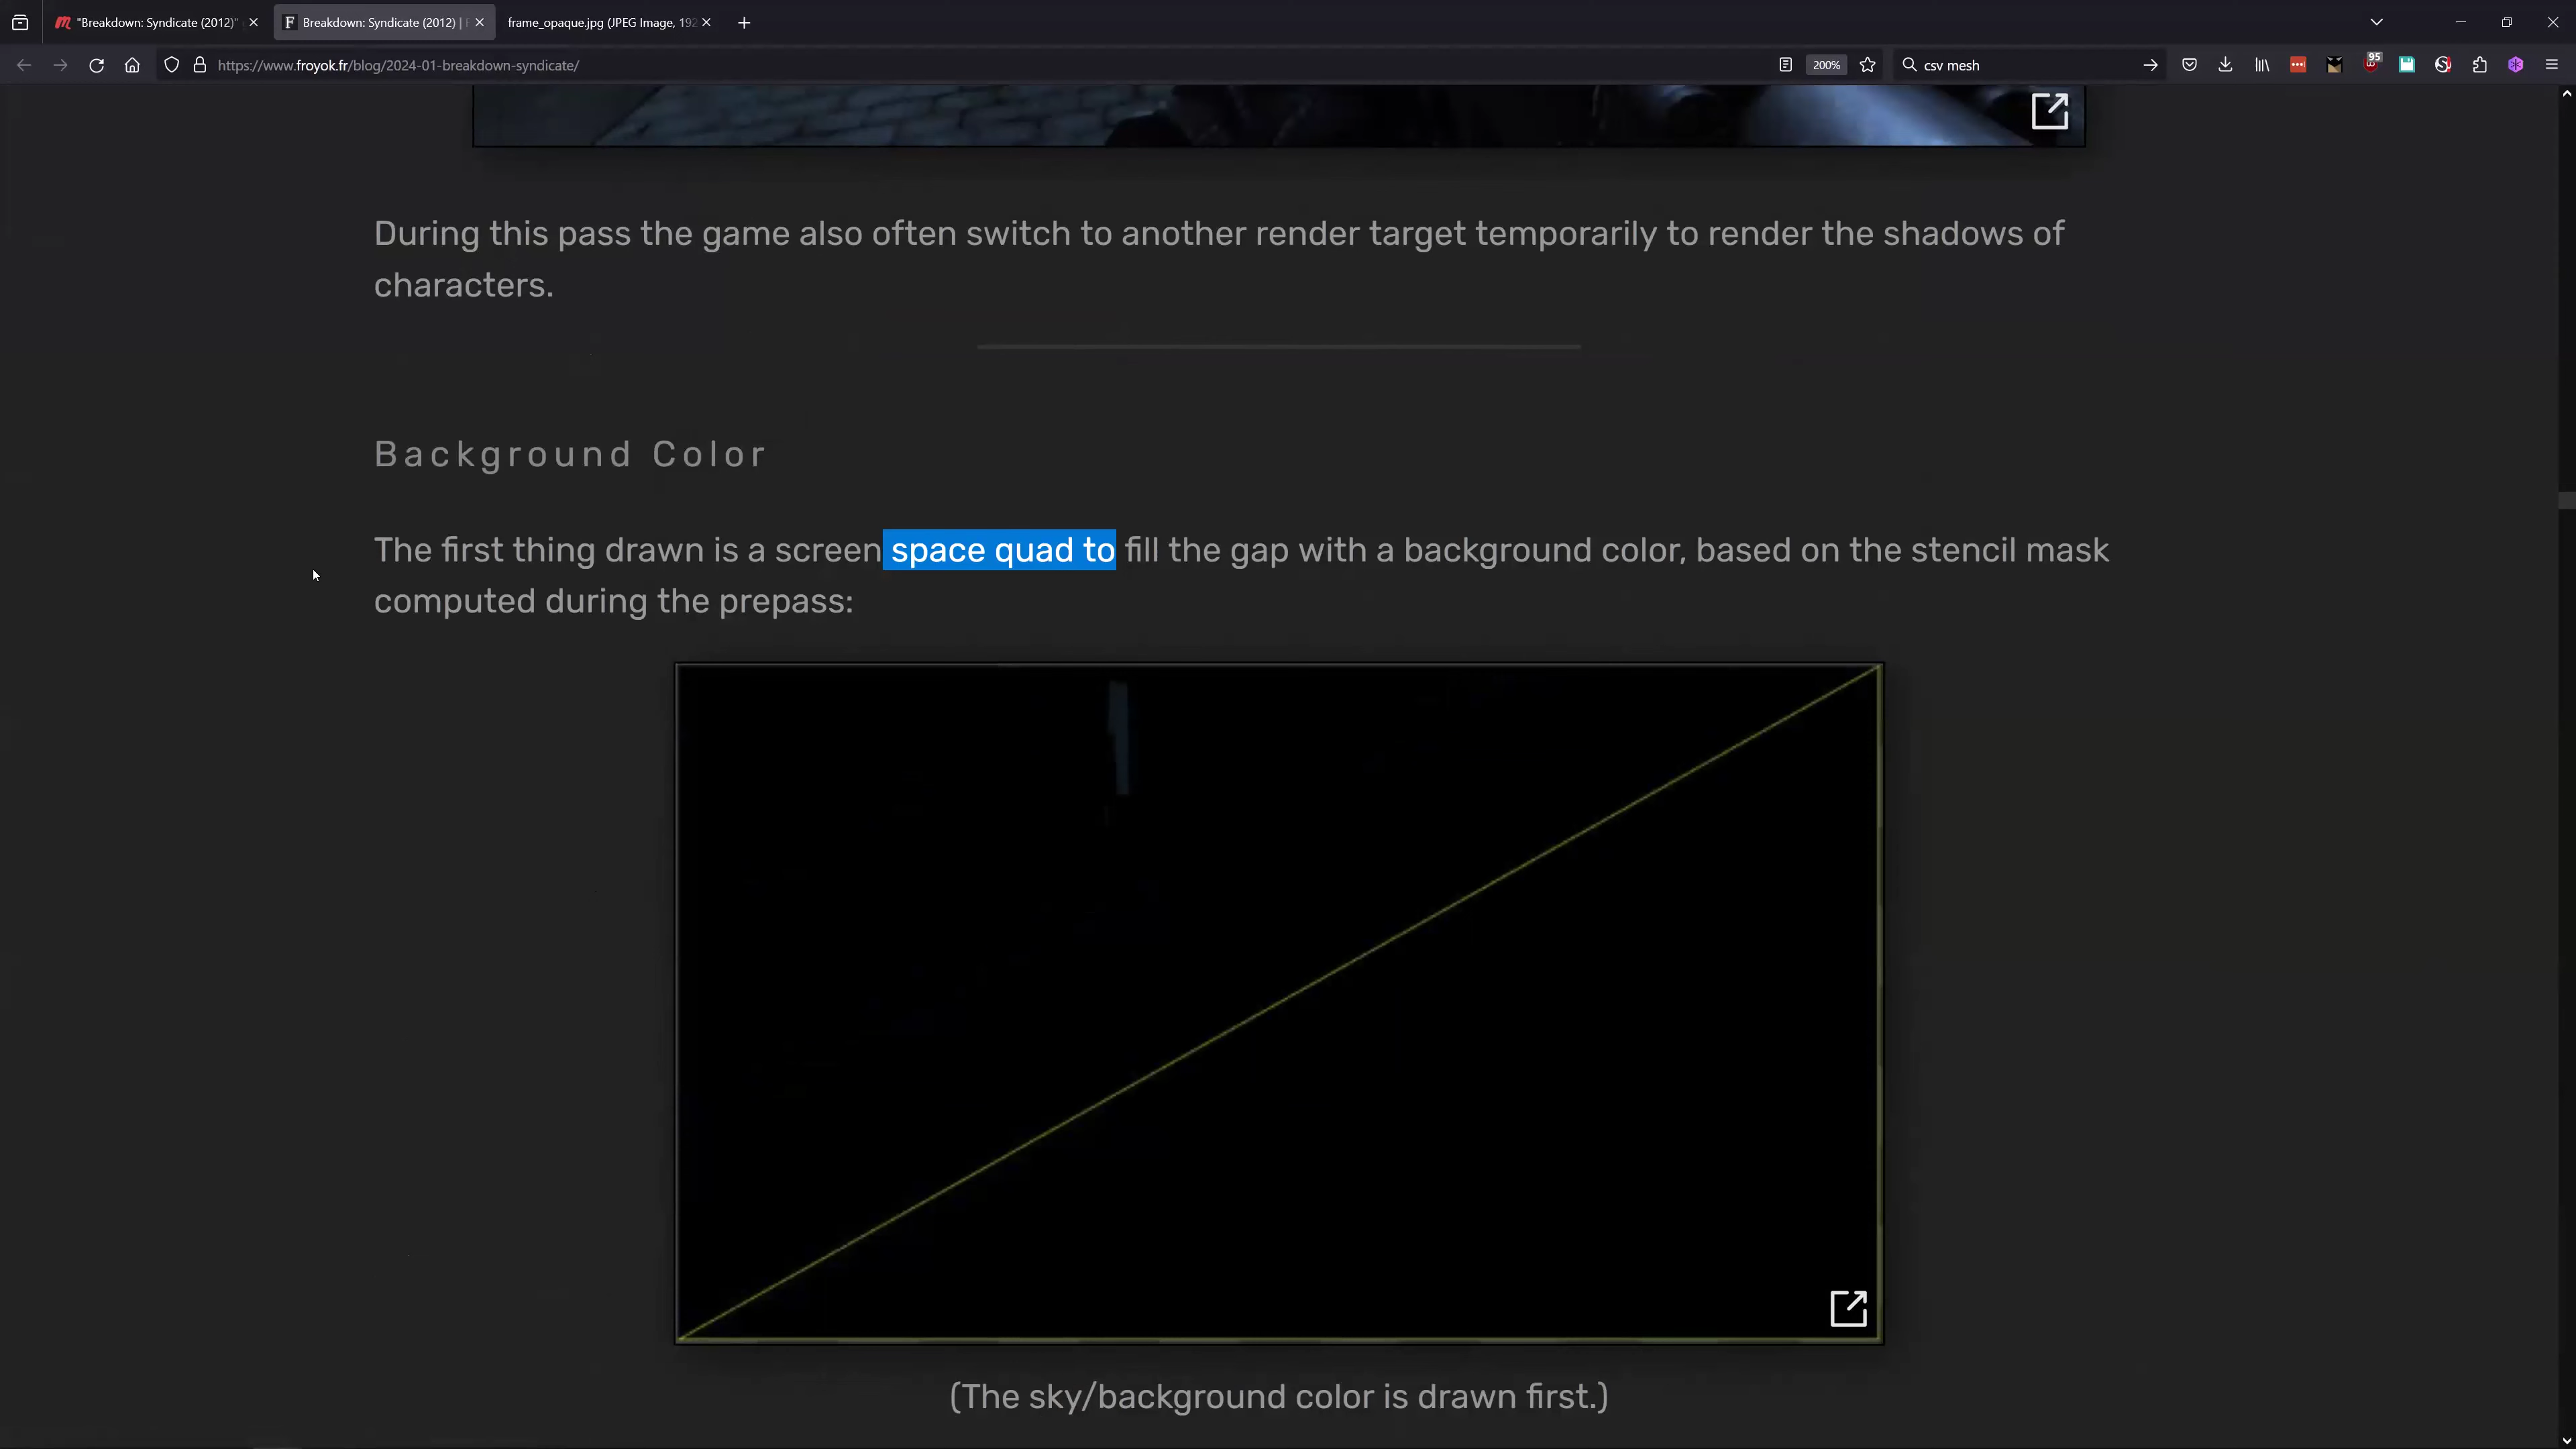 "Breakdown: Syndicate (2012)"
Breakdown: Syndicate (2012) |
frame_opaque.jpg (JPEG Image, 192
https://www.froyok.fr/blog/2024-01-breakdown-syndicate/
200%
csv mesh
95
During this pass the game also often switch to another render target temporarily to render the shadows of
characters.
Background Color
The first thing drawn is a screen space quad to fill the gap with a background color, based on the stencil mask
computed during the prepass:
(The sky/background color is drawn first.)